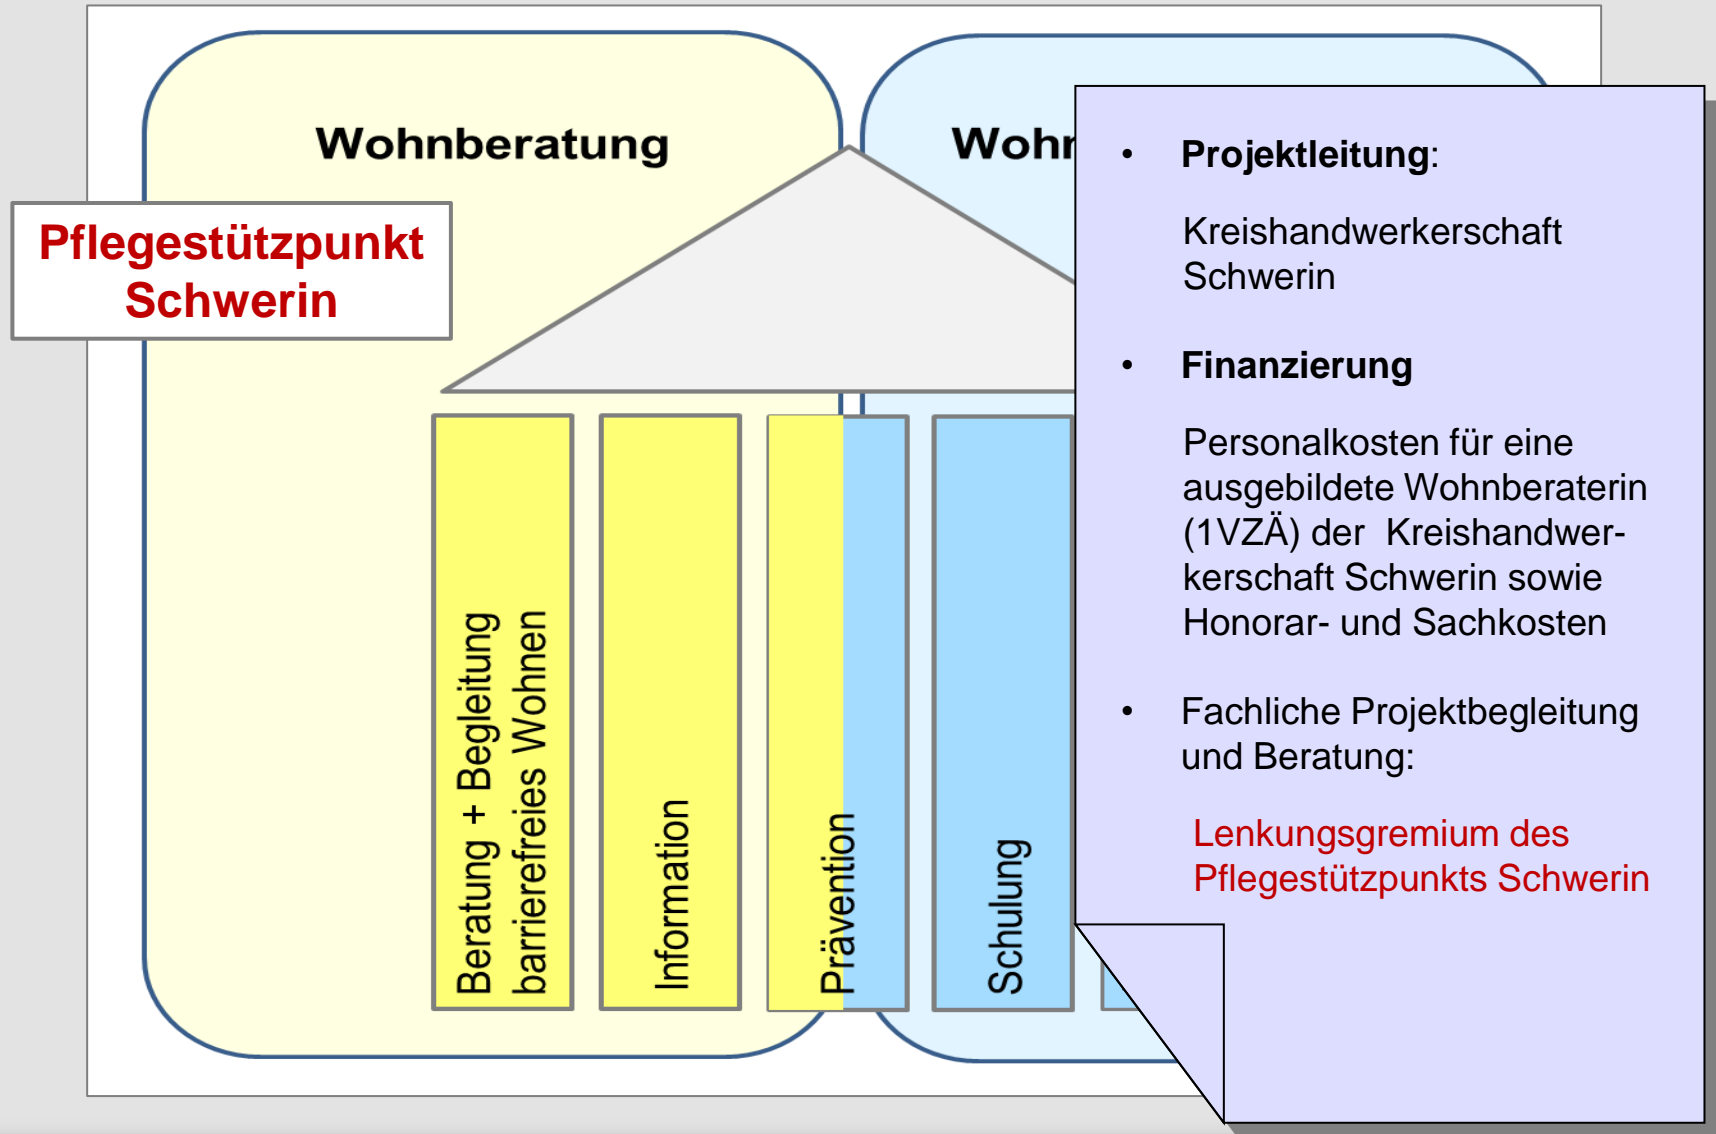 Wohnberatung
Pflegestützpunkt
Schwerin
Beratung + Begleitung
barrierefreies Wohnen
Information
Prävention
Schulung
• Projektleitung:
Kreishandwerkerschaft
Schwerin
• Finanzierung
Personalkosten für eine
ausgebildete Wohnberaterin
(1VZÄ) der Kreishandwer-
kerschaft Schwerin sowie
Honorar- und Sachkosten
• Fachliche Projektbegleitung
und Beratung:
Lenkungsgremium des
Pflegestützpunkts Schwerin